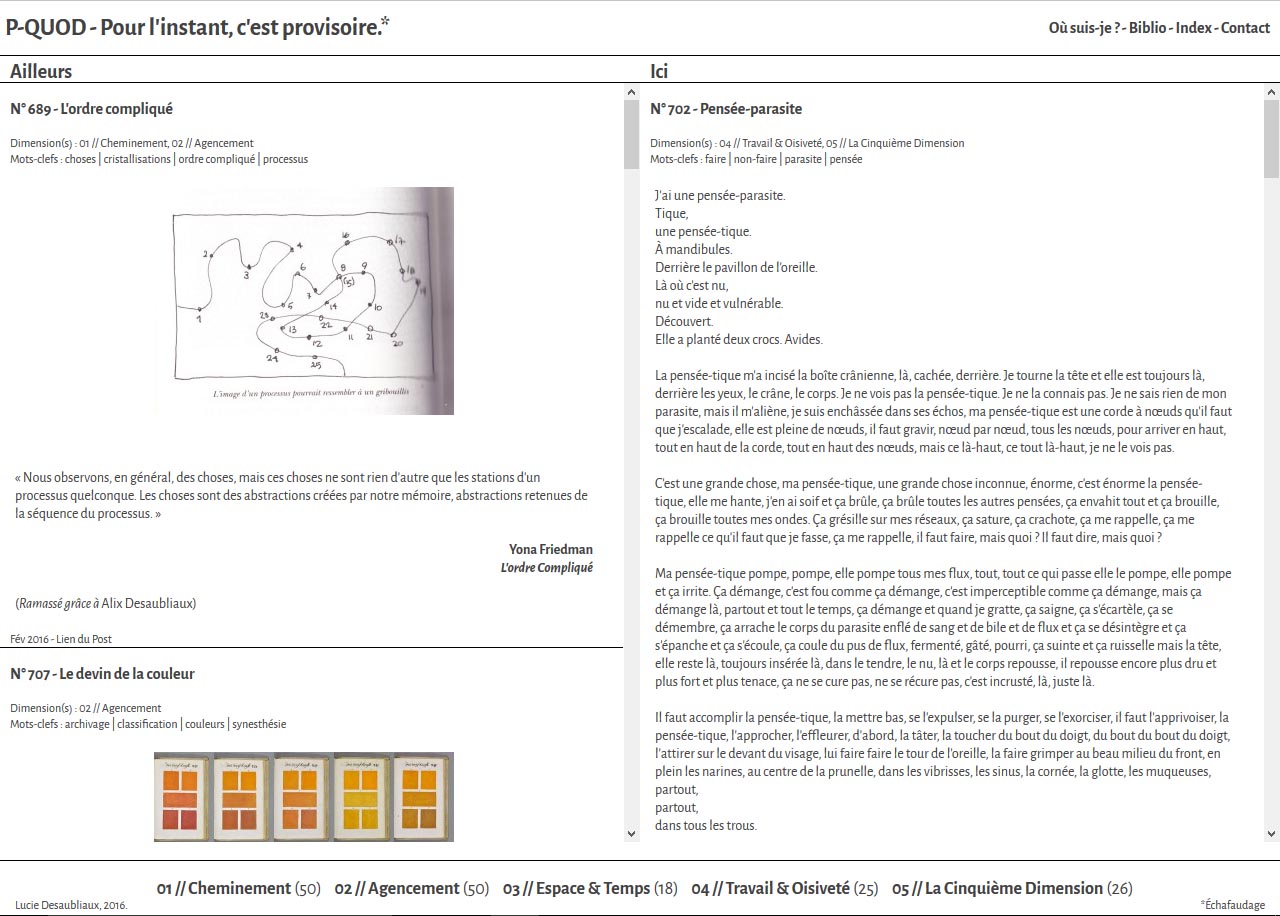 P-QUOD - Pour l'instant, c'est provisoire.*
Où suis-je ? - Biblio - Index - Contact
Ailleurs
N° 689 - L'ordre compliqué
Dimension(s) : 01 // Cheminement, 02 // Agencement
Mots-clefs : choses | cristallisations | ordre compliqué | processus
1
2
3
4
5
6
7
8
(15)
9
10
11
12
13
14
16
17
18
19
20
21
22
23
24
25
L'image d'un processus pourrait ressembler à un gribouillis
« Nous observons, en général, des choses, mais ces choses ne sont rien d'autre que les stations d'un
processus quelconque. Les choses sont des abstractions créées par notre mémoire, abstractions retenues de
la séquence du processus. »
Yona Friedman
L'ordre Compliqué
(Ramassé grâce à Alix Desaubliaux)
Fév 2016 - Lien du Post
N° 707 - Le devin de la couleur
Dimension(s) : 02 // Agencement
Mots-clefs : archivage | classification | couleurs | synesthésie
Ici
N° 702 - Pensée-parasite
Dimension(s) : 04 // Travail & Oisiveté, 05 // La Cinquième Dimension
Mots-clefs : faire | non-faire | parasite | pensée
J'ai une pensée-parasite.
Tique,
une pensée-tique.
À mandibules.
Derrière le pavillon de l'oreille.
Là où c'est nu,
nu et vide et vulnérable.
Découvert.
Elle a planté deux crocs. Avides.
La pensée-tique m'a incisé la boîte crânienne, là, cachée, derrière. Je tourne la tête et elle est toujours là,
derrière les yeux, le crâne, le corps. Je ne vois pas la pensée-tique. Je ne la connais pas. Je ne sais rien de mon
parasite, mais il m'aliène, je suis enchâssée dans ses échos, ma pensée-tique est une corde à nœuds qu'il faut
que j'escalade, elle est pleine de nœuds, il faut gravir, nœud par nœud, tous les nœuds, pour arriver en haut,
tout en haut de la corde, tout en haut des nœuds, mais ce là-haut, ce tout là-haut, je ne le vois pas.
C'est une grande chose, ma pensée-tique, une grande chose inconnue, énorme, c'est énorme la pensée-
tique, elle me hante, j'en ai soif et ça brûle, ça brûle toutes les autres pensées, ça envahit tout et ça brouille,
ça brouille toutes mes ondes. Ça grésille sur mes réseaux, ça sature, ça crachote, ça me rappelle, ça me
rappelle ce qu'il faut que je fasse, ça me rappelle, il faut faire, mais quoi ? Il faut dire, mais quoi ?
Ma pensée-tique pompe, pompe, elle pompe tous mes flux, tout, tout ce qui passe elle le pompe, elle pompe
et ça irrite. Ça démange, c'est fou comme ça démange, c'est imperceptible comme ça démange, mais ça
démange là, partout et tout le temps, ça démange et quand je gratte, ça saigne, ça s'écartèle, ça se
démembre, ça arrache le corps du parasite enflé de sang et de bile et de flux et ça se désintègre et ça
s'épanche et ça s'écoule, ça coule du pus de flux, fermenté, gâté, pourri, ça suinte et ça ruisselle mais la tête,
elle reste là, toujours insérée là, dans le tendre, le nu, là et le corps repousse, il repousse encore plus dru et
plus fort et plus tenace, ça ne se cure pas, ne se récure pas, c'est incrusté, là, juste là.
Il faut accomplir la pensée-tique, la mettre bas, se l'expulser, se la purger, se l'exorciser, il faut l'apprivoiser, la
pensée-tique, l'approcher, l'effleurer, d'abord, la tâter, la toucher du bout du doigt, du bout du bout du doigt,
l'attirer sur le devant du visage, lui faire faire le tour de l'oreille, la faire grimper au beau milieu du front, en
plein les narines, au centre de la prunelle, dans les vibrisses, les sinus, la cornée, la glotte, les muqueuses,
partout,
partout,
dans tous les trous.
01 // Cheminement (50) 02 // Agencement (50) 03 // Espace & Temps (18) 04 // Travail & Oisiveté (25) 05 // La Cinquième Dimension (26)
Lucie Desaubliaux, 2016.
*Échafaudage